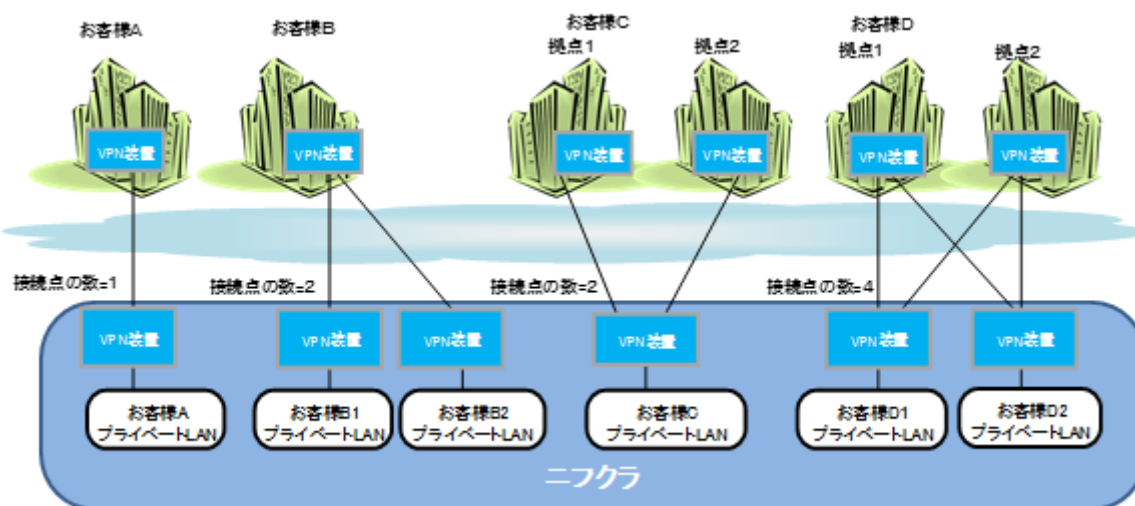 お客様A
お客様B
お客様C
お客様D
拠点1
拠点2
拠点1
拠点2
VPN装置
VPN装置
VPN装置
VPN装置
VPN装置
VPN装置
接続点の数=1
接続点の数=2
接続点の数=2
接続点の数=4
VPN装置
VPN装置
VPN装置
VPN装置
VPN装置
VPN装置
お客様A
プライベートLAN
お客様B1
プライベートLAN
お客様B2
プライベートLAN
お客様C
プライベートLAN
お客様D1
プライベートLAN
お客様D2
プライベートLAN
ニフクラ